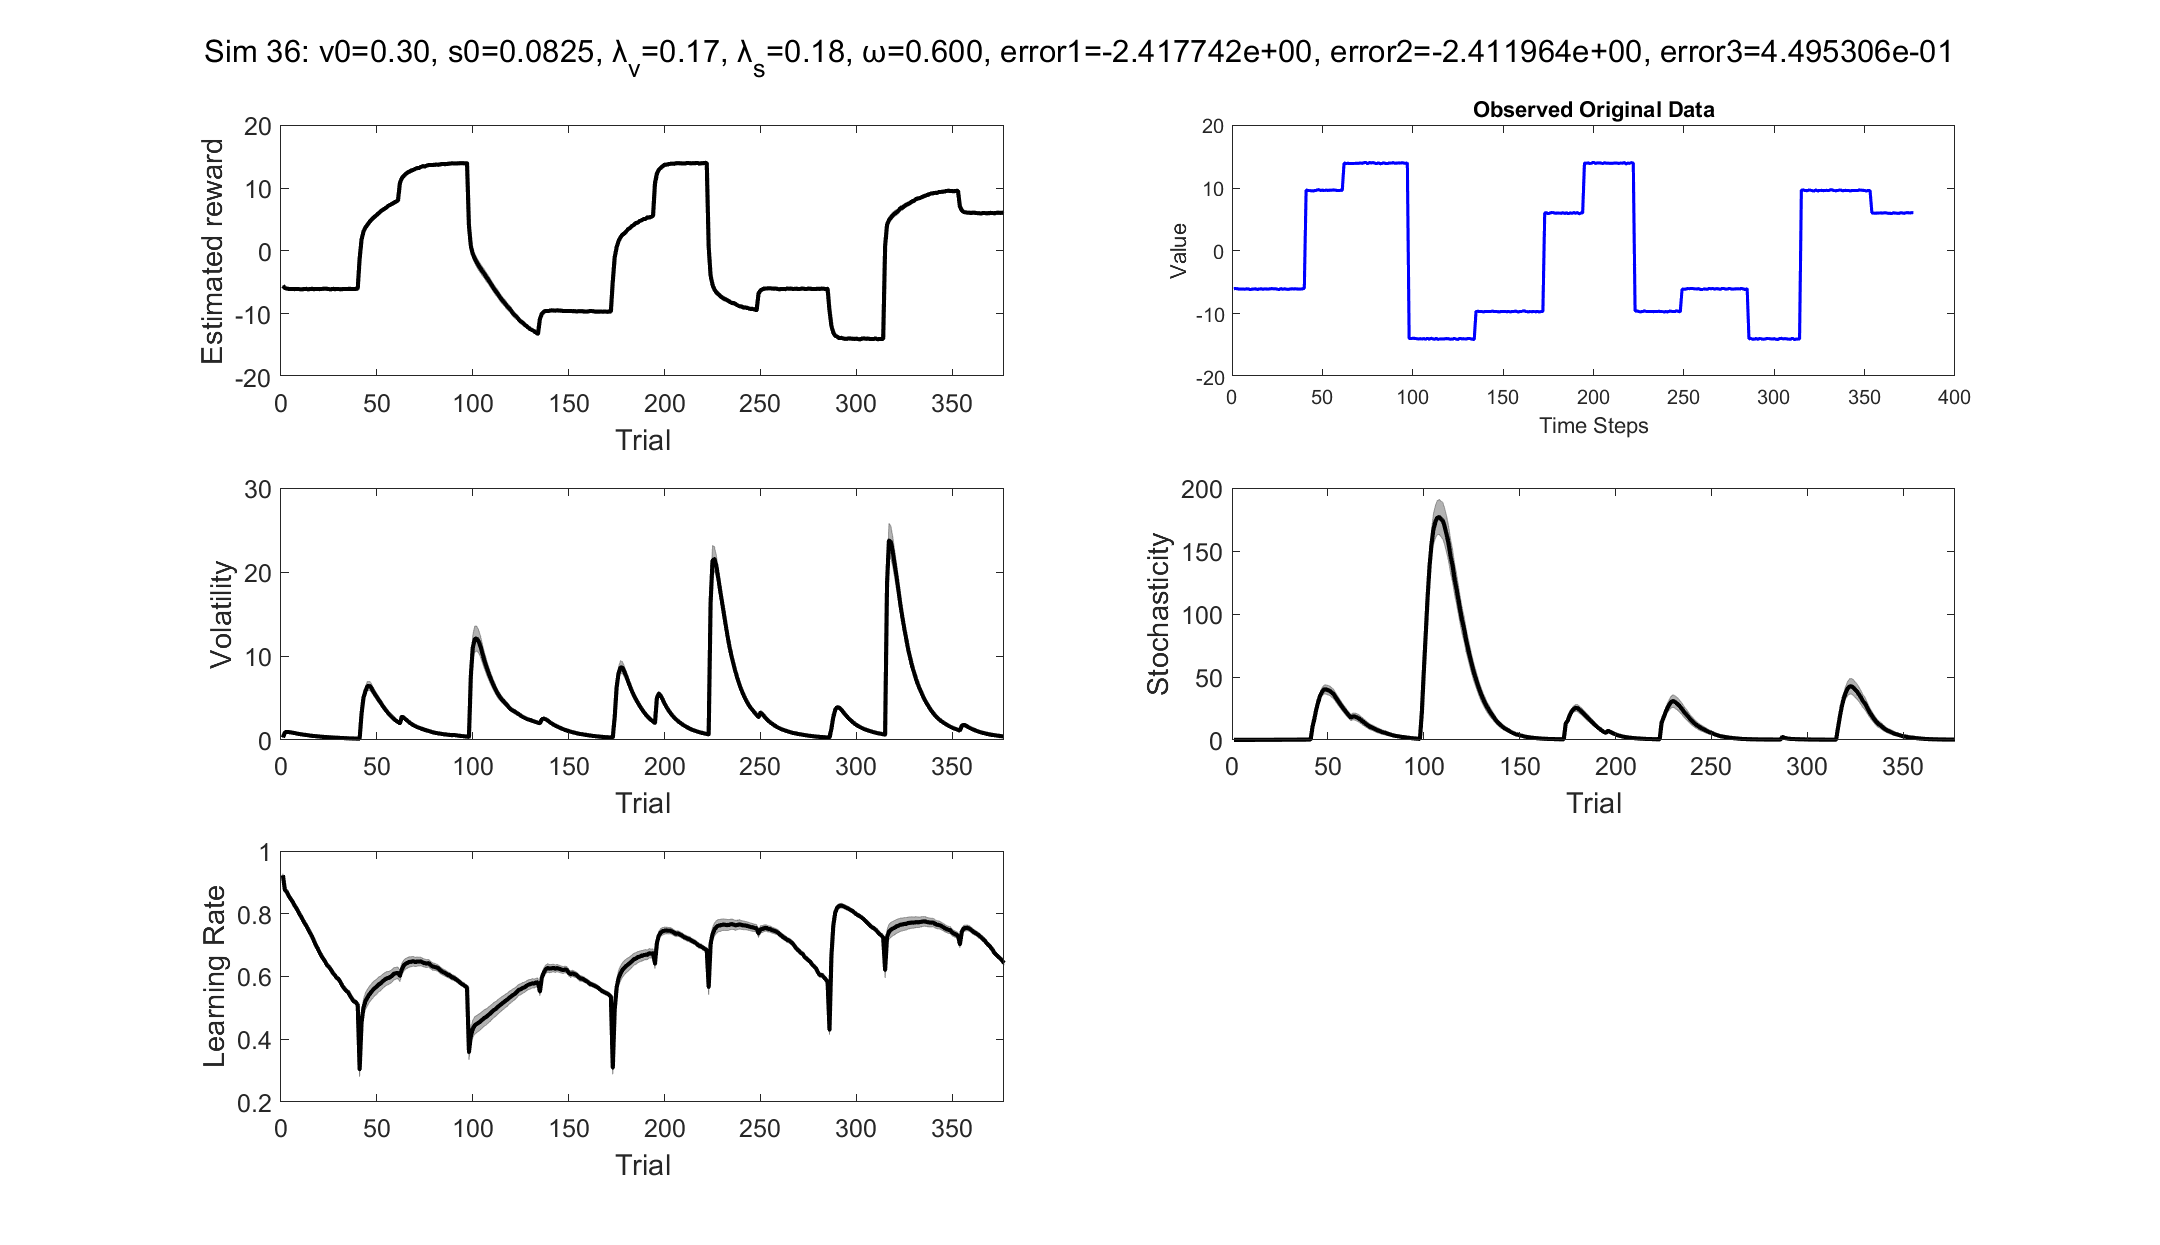 Sim 36: v0=0.30, s0=0.0825, λ_v=0.17, λ_s=0.18, ω=0.600, error1=-2.417742e+00, error2=-2.411964e+00, error3=4.495306e-01
Estimated reward
20
10
0
-10
-20
0 50 100 150 200 250 300 350
Trial
Observed Original Data
Value
20
10
0
-10
-20
0 50 100 150 200 250 300 350 400
Time Steps
Volatility
30
20
10
0
0 50 100 150 200 250 300 350
Trial
Stochasticity
200
150
100
50
0
0 50 100 150 200 250 300 350
Trial
Learning Rate
1
0.8
0.6
0.4
0.2
0 50 100 150 200 250 300 350
Trial